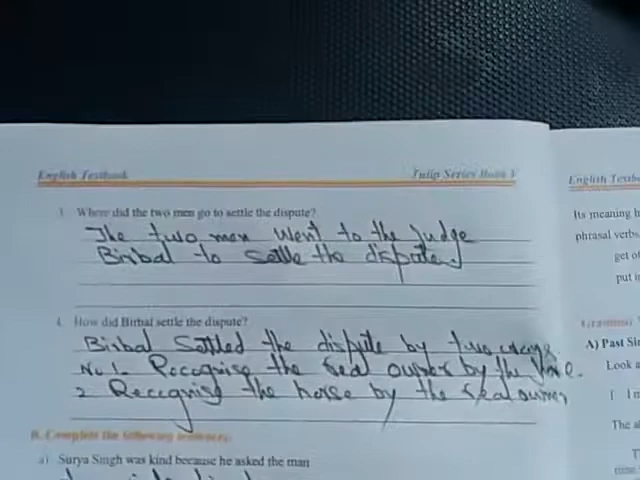 English Textbook
Tulip Series Book V
3. Where did the two men go to settle the dispute?
The two men went to the Judge
Birbal to settle the dispute
4. How did Birbal settle the dispute?
Birbal Settled the dispute by two ways
No 1. Recognise the real owner by the
2 Recognise the horse by the real owner
B. Complete the following sentences:
a) Surya Singh was kind because he asked the man
English
Its meaning
phrasal verbs
get of
put
Grammar
A) Past
Look a
I
The